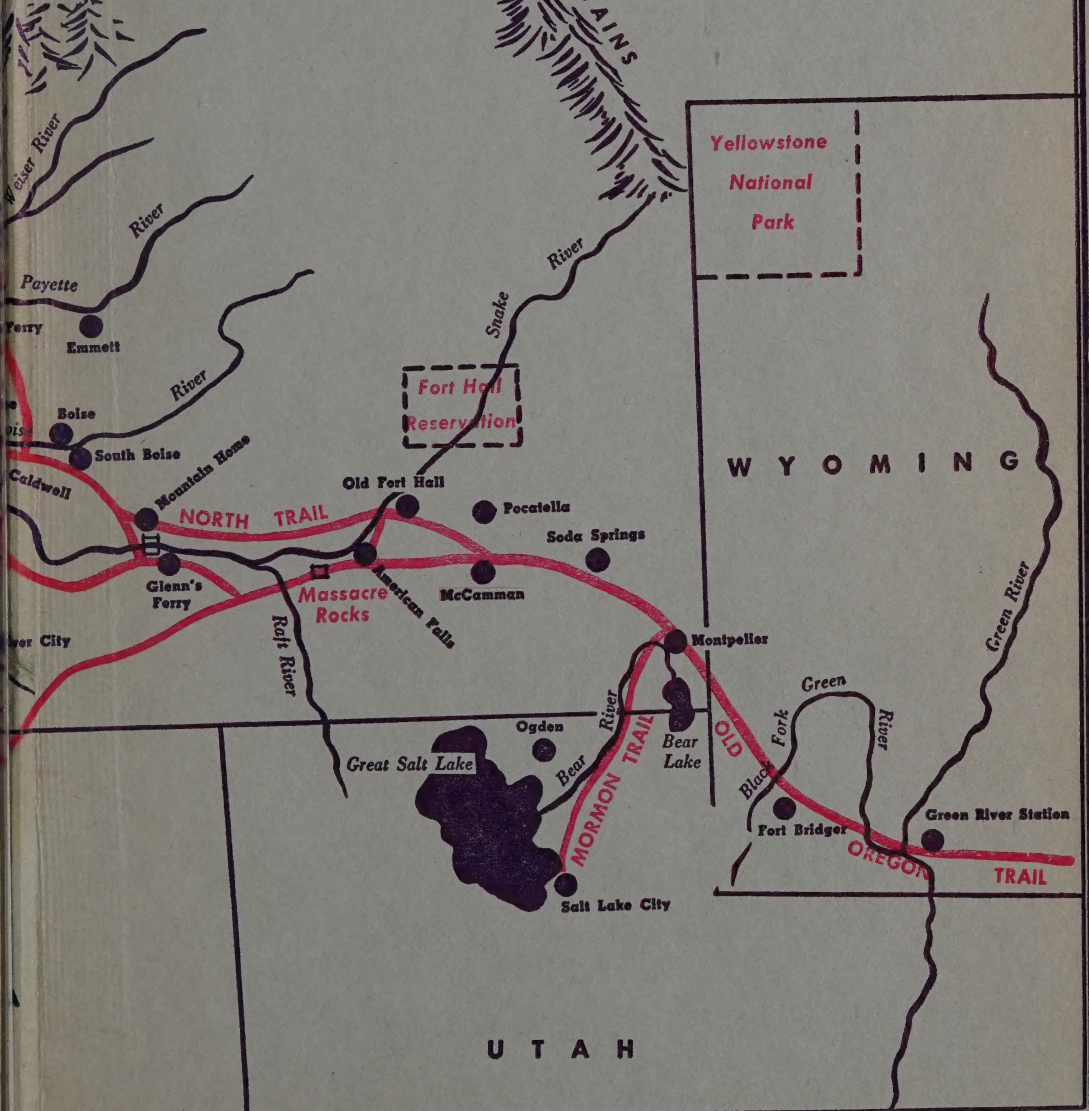 AINS
Yellowstone
National
Park
Weiser River
River
Payette
Ferry
Emmett
River
Snake
River
Fort Hall
Reservation
Boise
South Boise
Caldwell
Mountain Home
NORTH TRAIL
Old Fort Hall
Pocatella
WYOMING
Soda Springs
Glenn's
Ferry
Massacre
Rocks
American Falls
McCamman
Raft River
Montpelier
Green River
Green
Fork
River
Black
OLD
Ogden
River
Bear
Bear
Lake
MORMON TRAIL
Great Salt Lake
Fort Bridger
Green River Station
OREGON
TRAIL
Salt Lake City
City
UTAH